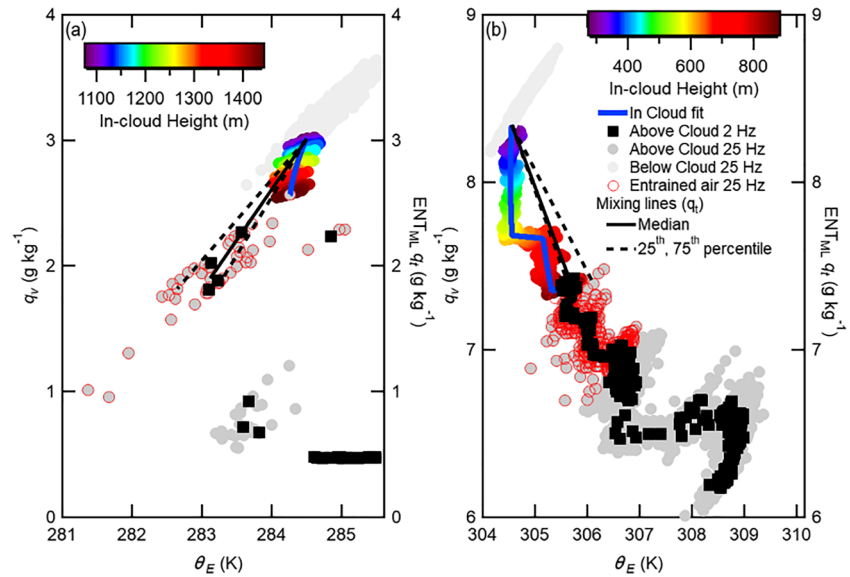 (a)
1100 1200 1300 1400
In-cloud Height (m)
4
3
2
1
0
q_v (g kg⁻¹)
4
3
2
1
0
ENT_ML q_t (g kg⁻¹)
281 282 283 284 285
θ_E (K)
(b)
400 600 800
In-cloud Height (m)
In Cloud fit
Above Cloud 2 Hz
Above Cloud 25 Hz
Below Cloud 25 Hz
Entrained air 25 Hz
Mixing lines (q_t)
Median
25th, 75th percentile
9
8
7
6
q_v (g kg⁻¹)
9
8
7
6
ENT_ML q_t (g kg⁻¹)
304 305 306 307 308 309 310
θ_E (K)